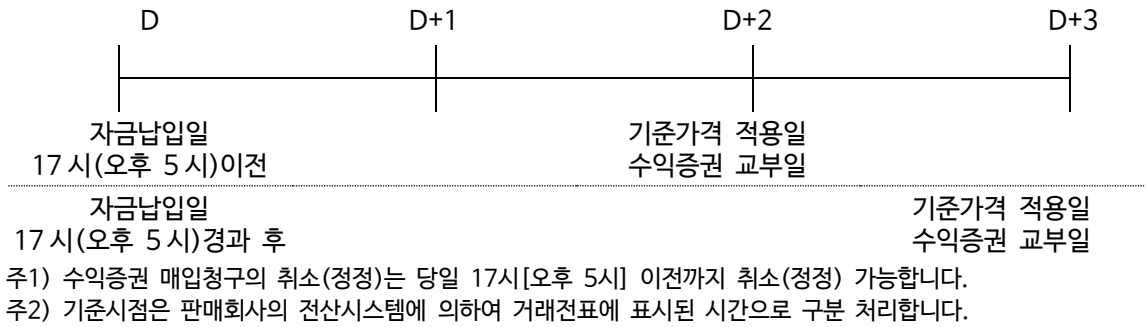 D D+1 D+2 D+3
자금납입일 기준가격 적용일
17시(오후 5시)이전 수익증권 교부일
자금납입일 기준가격 적용일
17시(오후 5시)경과 후 수익증권 교부일
주1) 수익증권 매입청구의 취소(정정)는 당일 17시[오후 5시] 이전까지 취소(정정) 가능합니다.
주2) 기준시점은 판매회사의 전산시스템에 의하여 거래전표에 표시된 시간으로 구분 처리합니다.